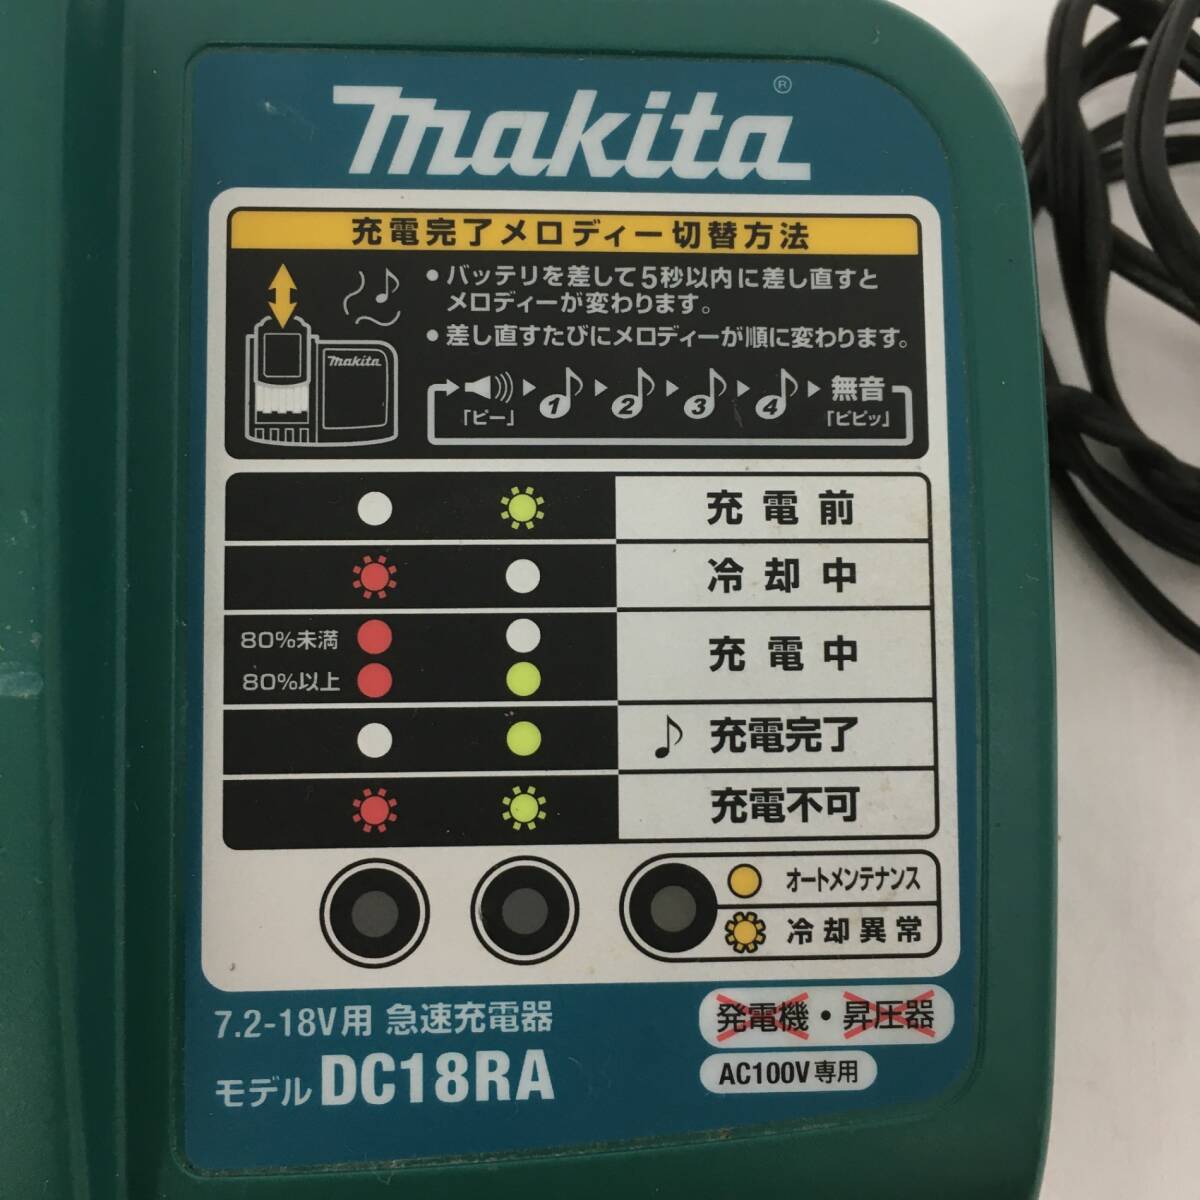 makita®
充電完了メロディー切替方法
•バッテリを差して5秒以内に差し直すと
メロディーが変わります。
•差し直すたびにメロディーが順に変わります。
makita
1 2 3 4 無音
「ピー」 「ピピッ」
充電前
冷却中
80%未満
充電中
80%以上
♪ 充電完了
充電不可
オートメンテナンス
冷却異常
7.2-18V用 急速充電器
発電機・昇圧器
モデル DC18RA
AC100V専用